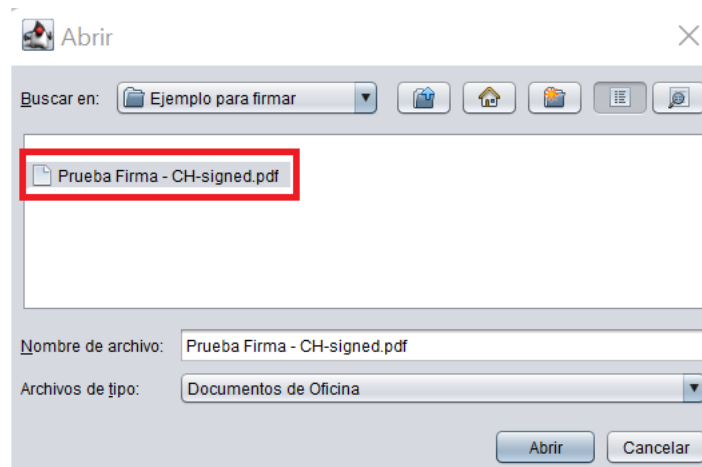 Abrir
Buscar en: Ejemplo para firmar
Prueba Firma - CH-signed.pdf
Nombre de archivo: Prueba Firma - CH-signed.pdf
Archivos de tipo: Documentos de Oficina
Abrir Cancelar